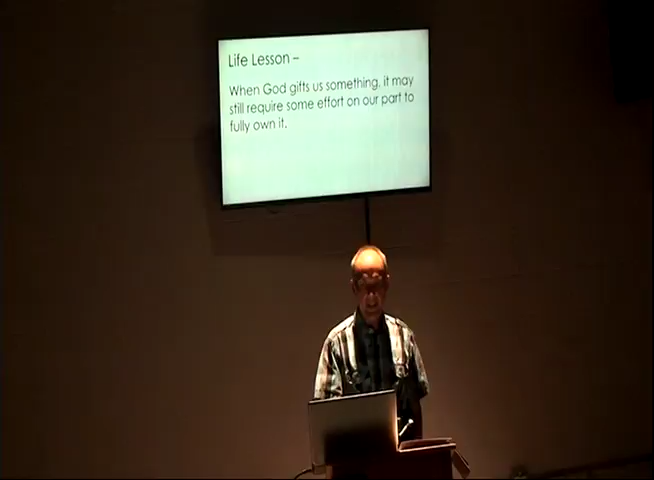 Life Lesson –
When God gifts us something, it may
still require some effort on our part to
fully own it.